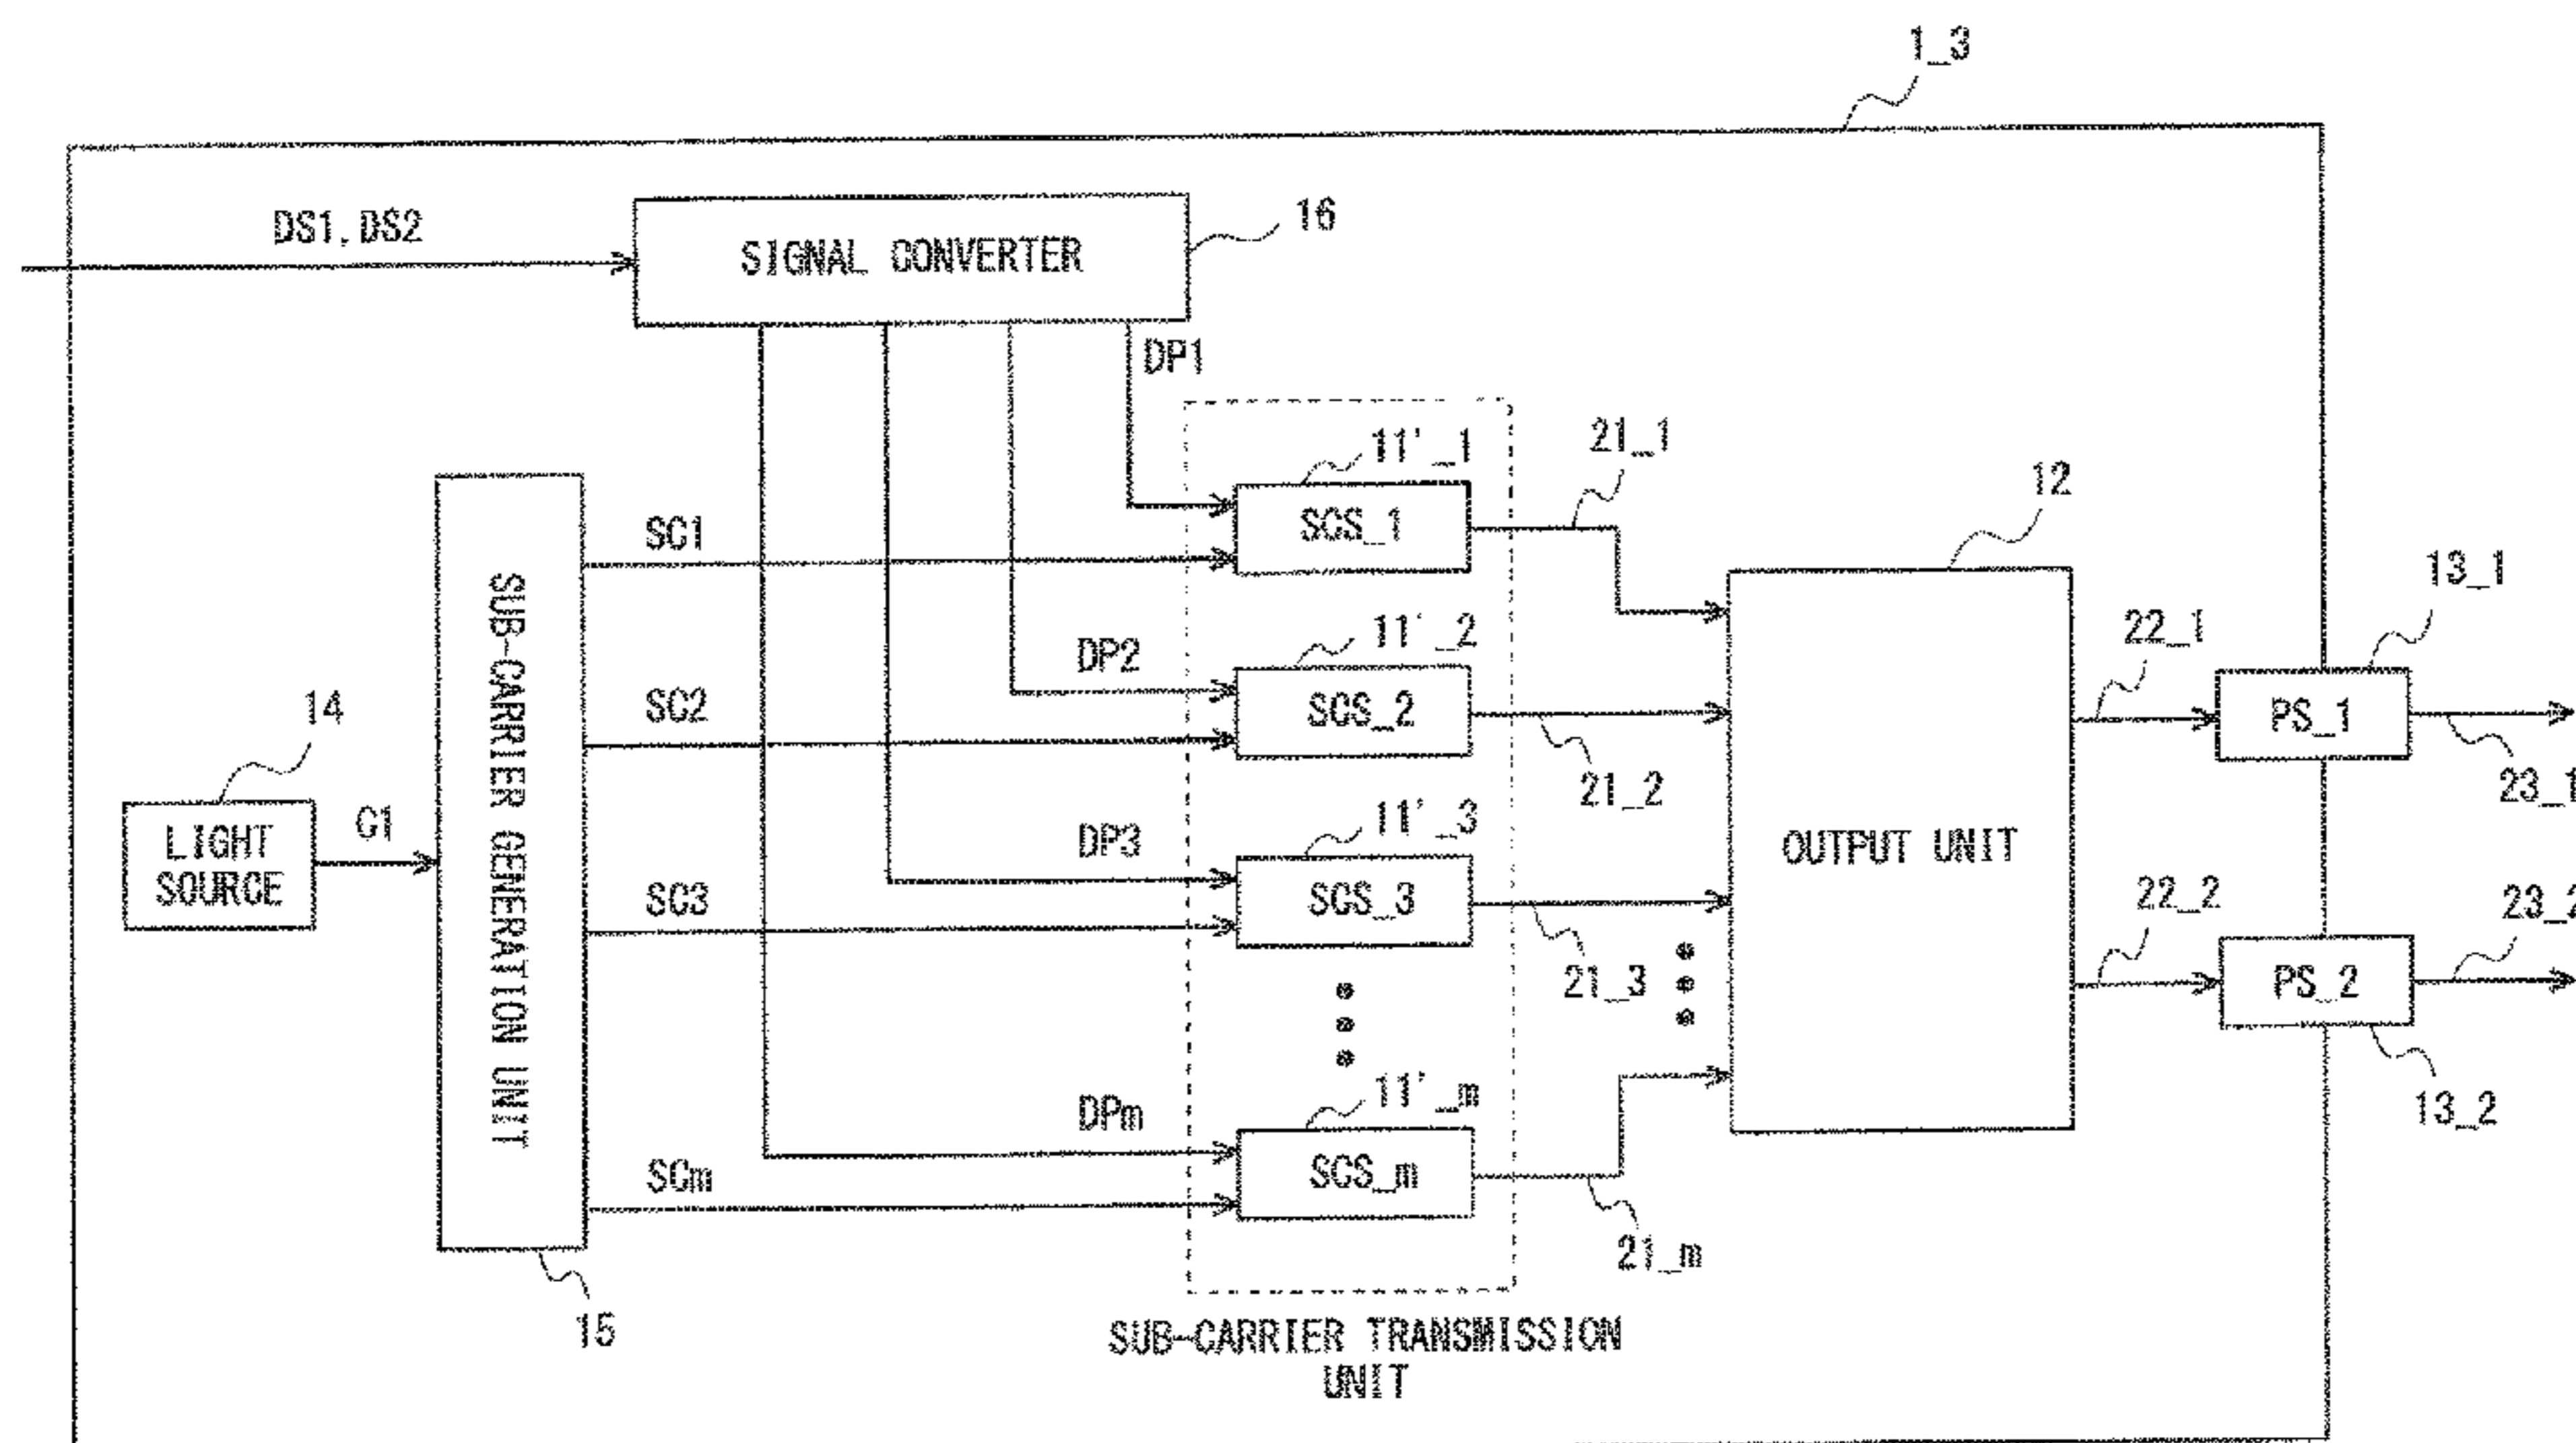 1_3
DS1,DS2
SIGNAL CONVERTER
16
DP1
11'_1
21_1
SCS_1
12
SC1
13_1
11'_2
22_1
DP2
SCS_2
PS_1
SC2
14
21_2
23_1
LIGHT
SOURCE
C1
SUB-CARRIER GENERATION UNIT
11'_3
DP3
OUTPUT UNIT
SCS_3
SC3
22_2
23_2
21_3
PS_2
11'_m
DPm
13_2
SCS_m
SCm
21_m
15
SUB-CARRIER TRANSMISSION
UNIT